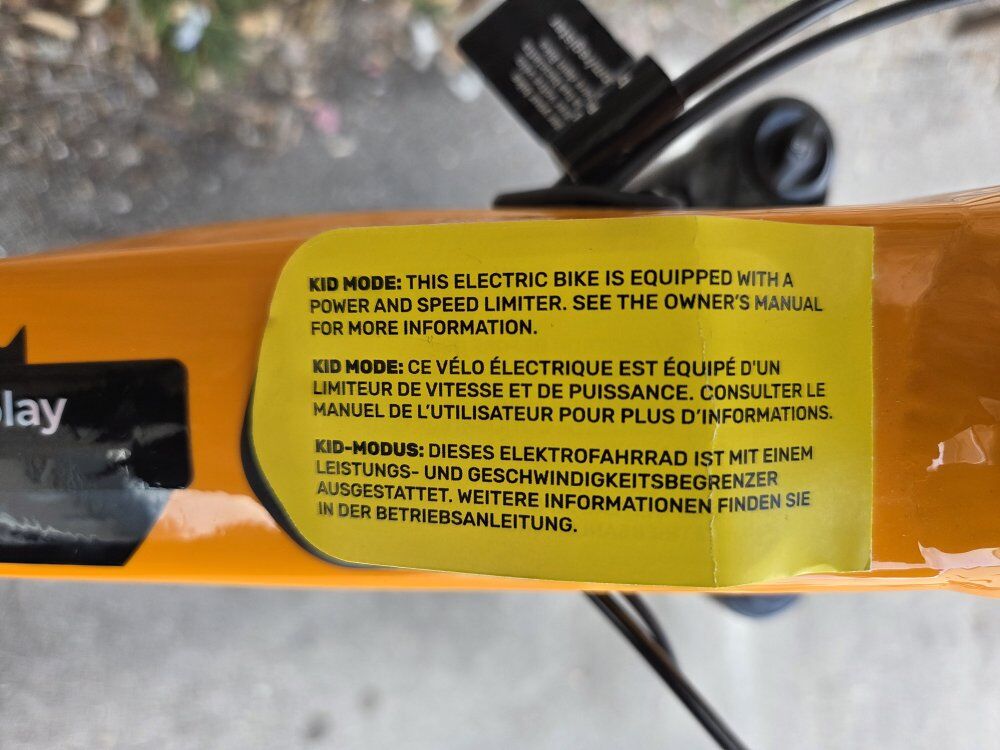 KID MODE: THIS ELECTRIC BIKE IS EQUIPPED WITH A
POWER AND SPEED LIMITER. SEE THE OWNER'S MANUAL
FOR MORE INFORMATION.
KID MODE: CE VÉLO ÉLECTRIQUE EST ÉQUIPÉ D'UN
LIMITEUR DE VITESSE ET DE PUISSANCE. CONSULTER LE
MANUEL DE L'UTILISATEUR POUR PLUS D'INFORMATIONS.
KID-MODUS: DIESES ELEKTROFAHRRAD IST MIT EINEM
LEISTUNGS- UND GESCHWINDIGKEITSBEGRENZER
AUSGESTATTET. WEITERE INFORMATIONEN FINDEN SIE
IN DER BETRIEBSANLEITUNG.